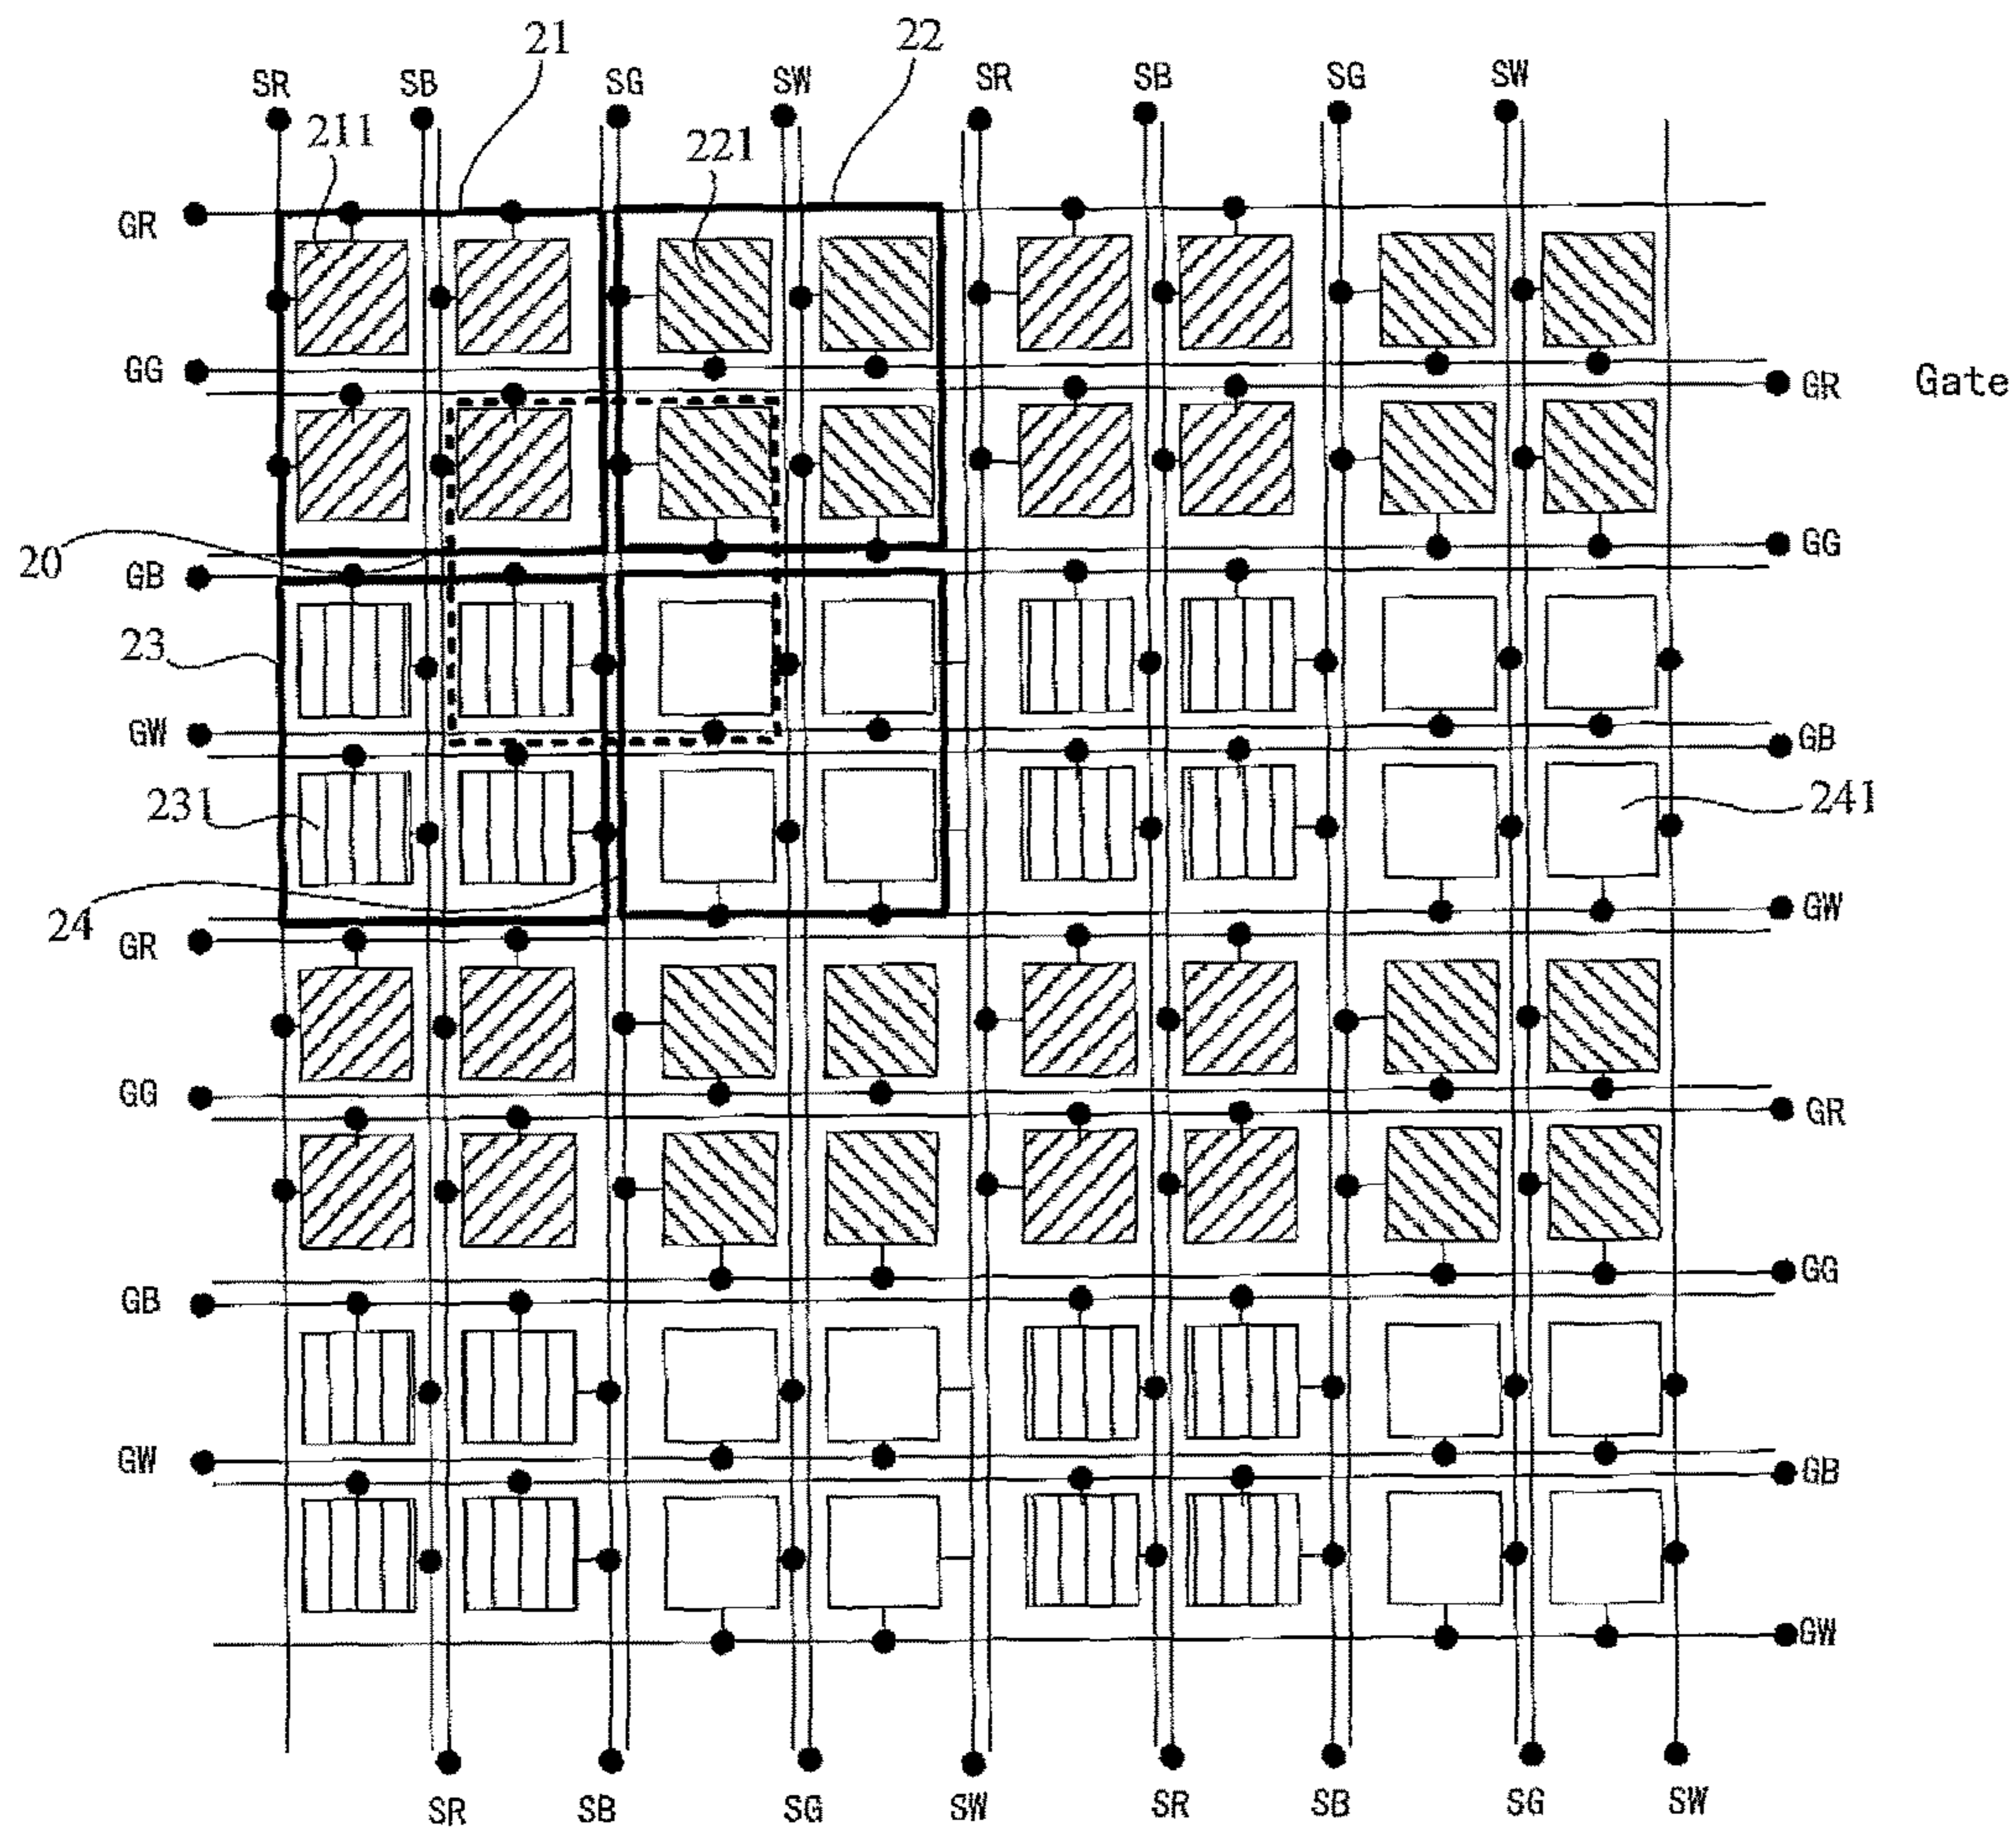 21 22
SR SB SG SW SR SB SG SW
211 221
GR
GG GR Gate
20 GB GG
23
GW GB
231 241
24 GR GW
GG GR
GB GG
GW GB
GW
SR SB SG SW SR SB SG SW